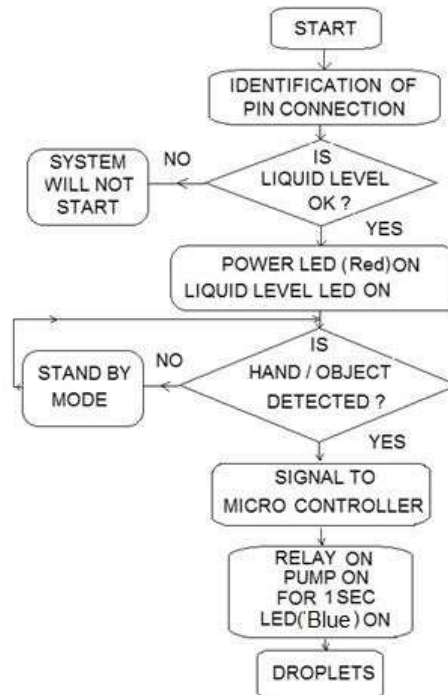 START
IDENTIFICATION OF
PIN CONNECTION
IS
LIQUID LEVEL
OK ?
NO
SYSTEM
WILL NOT
START
YES
POWER LED (Red) ON
LIQUID LEVEL LED ON
IS
HAND / OBJECT
DETECTED ?
NO
STAND BY
MODE
YES
SIGNAL TO
MICRO CONTROLLER
RELAY ON
PUMP ON
FOR 1 SEC
LED('Blue) ON
DROPLETS